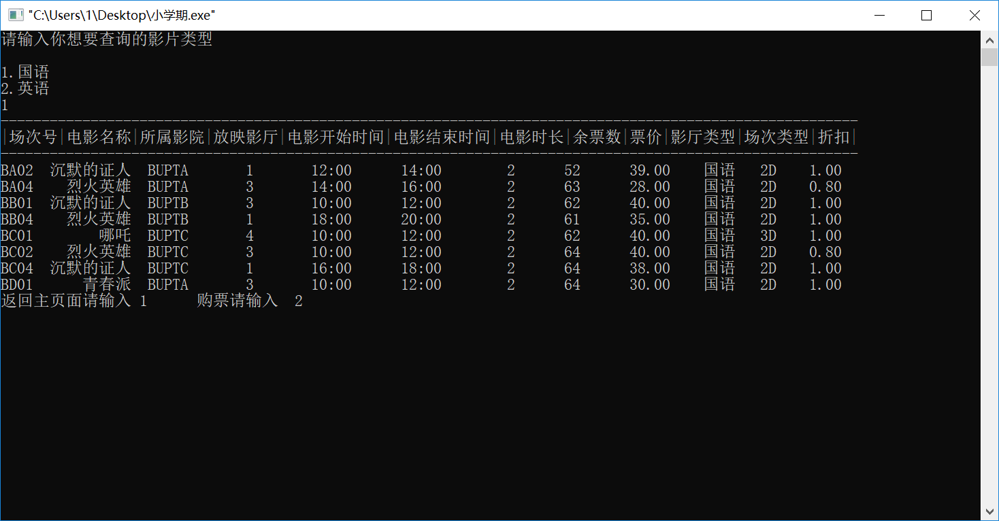 "C:\Users\1\Desktop\小学期.exe"
请输入你想要查询的影片类型
1.国语
2.英语
1
------------------------------------------------------------------------------------------------------------
|场次号|电影名称|所属影院|放映影厅|电影开始时间|电影结束时间|电影时长|余票数|票价|影厅类型|场次类型|折扣|
------------------------------------------------------------------------------------------------------------
BA02 沉默的证人 BUPTA 1 12:00 14:00 2 52 39.00 国语 2D 1.00
BA04 烈火英雄 BUPTA 3 14:00 16:00 2 63 28.00 国语 2D 0.80
BB01 沉默的证人 BUPTB 3 10:00 12:00 2 62 40.00 国语 2D 1.00
BB04 烈火英雄 BUPTB 1 18:00 20:00 2 61 35.00 国语 2D 1.00
BC01 哪吒 BUPTC 4 10:00 12:00 2 62 40.00 国语 3D 1.00
BC02 烈火英雄 BUPTC 3 10:00 12:00 2 64 40.00 国语 2D 0.80
BC04 沉默的证人 BUPTC 1 16:00 18:00 2 64 38.00 国语 2D 1.00
BD01 青春派 BUPTA 3 10:00 12:00 2 64 30.00 国语 2D 1.00
返回主页面请输入 1 购票请输入 2